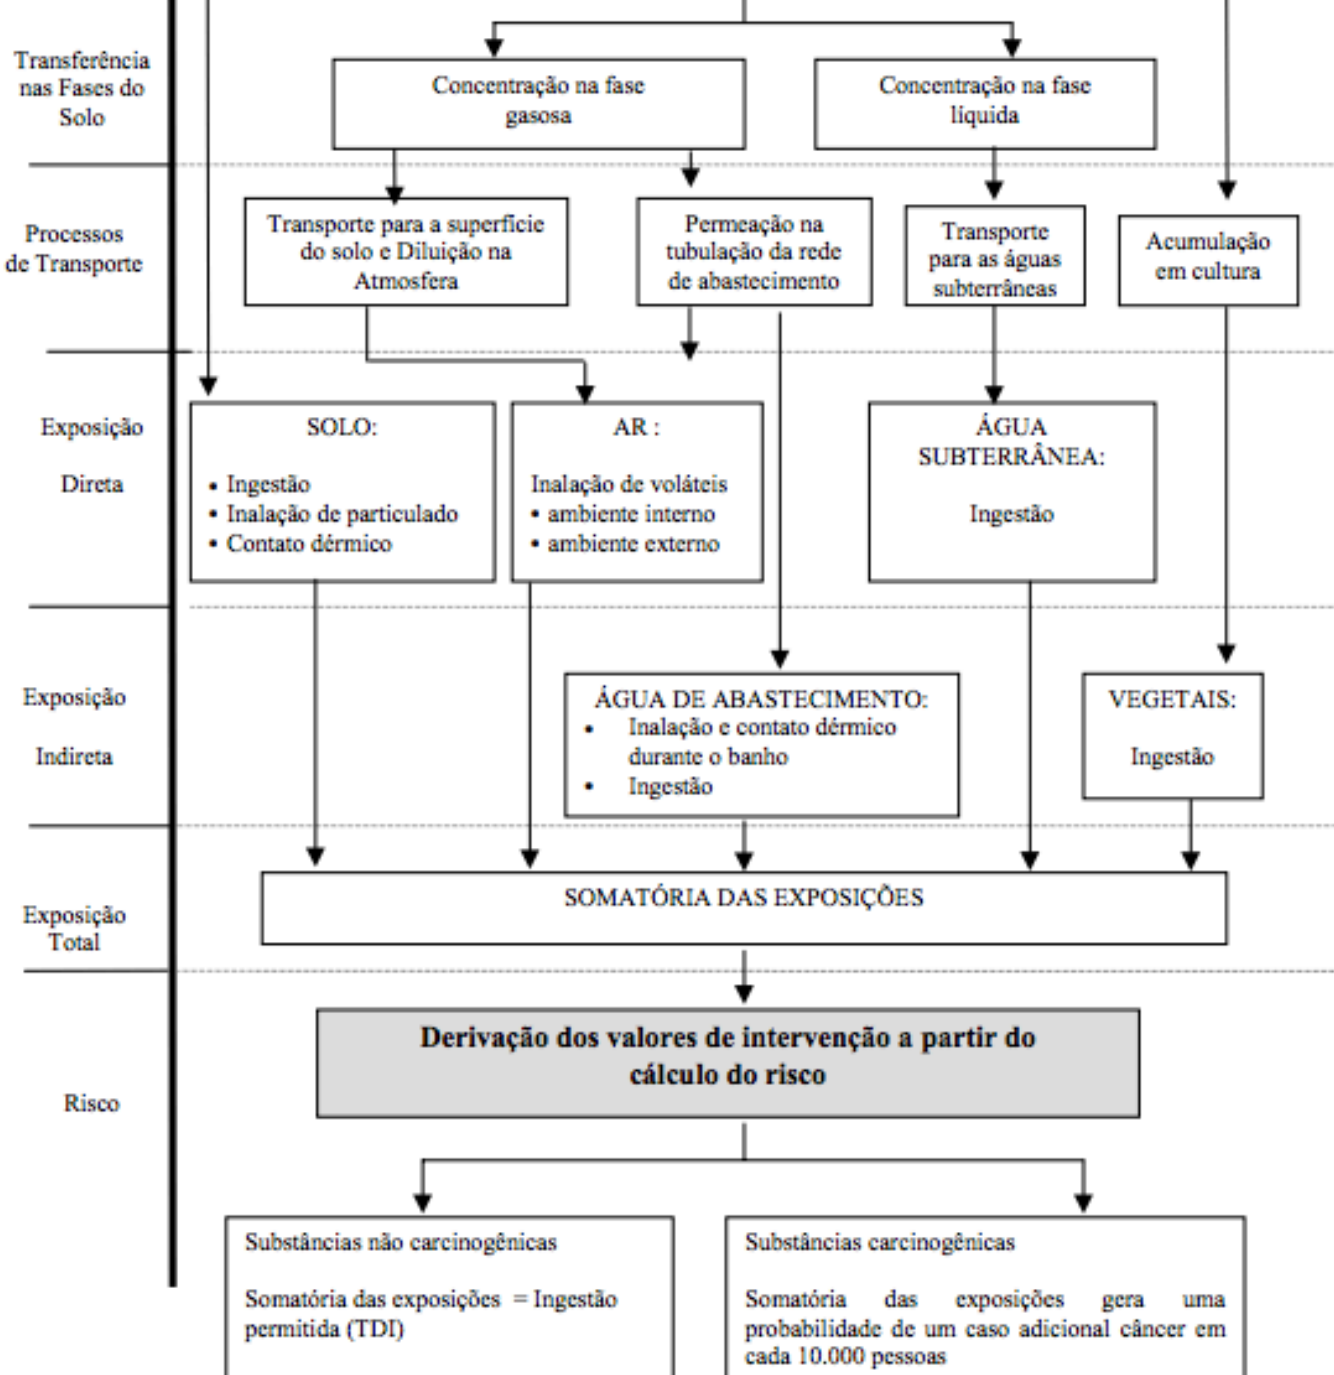 Transferência
nas Fases do
Solo
Concentração na fase
gasosa
Concentração na fase
líquida
Processos
de Transporte
Transporte para a superfície
do solo e Diluição na
Atmosfera
Permeação na
tubulação da rede
de abastecimento
Transporte
para as águas
subterrâneas
Acumulação
em cultura
Exposição
Direta
SOLO:
• Ingestão
• Inalação de particulado
• Contato dérmico
AR :
Inalação de voláteis
• ambiente interno
• ambiente externo
ÁGUA
SUBTERRÂNEA:
Ingestão
Exposição
Indireta
ÁGUA DE ABASTECIMENTO:
• Inalação e contato dérmico
durante o banho
• Ingestão
VEGETAIS:
Ingestão
Exposição
Total
SOMATÓRIA DAS EXPOSIÇÕES
Risco
Derivação dos valores de intervenção a partir do
cálculo do risco
Substâncias não carcinogênicas
Somatória das exposições = Ingestão
permitida (TDI)
Substâncias carcinogênicas
Somatória das exposições gera uma
probabilidade de um caso adicional câncer em
cada 10.000 pessoas